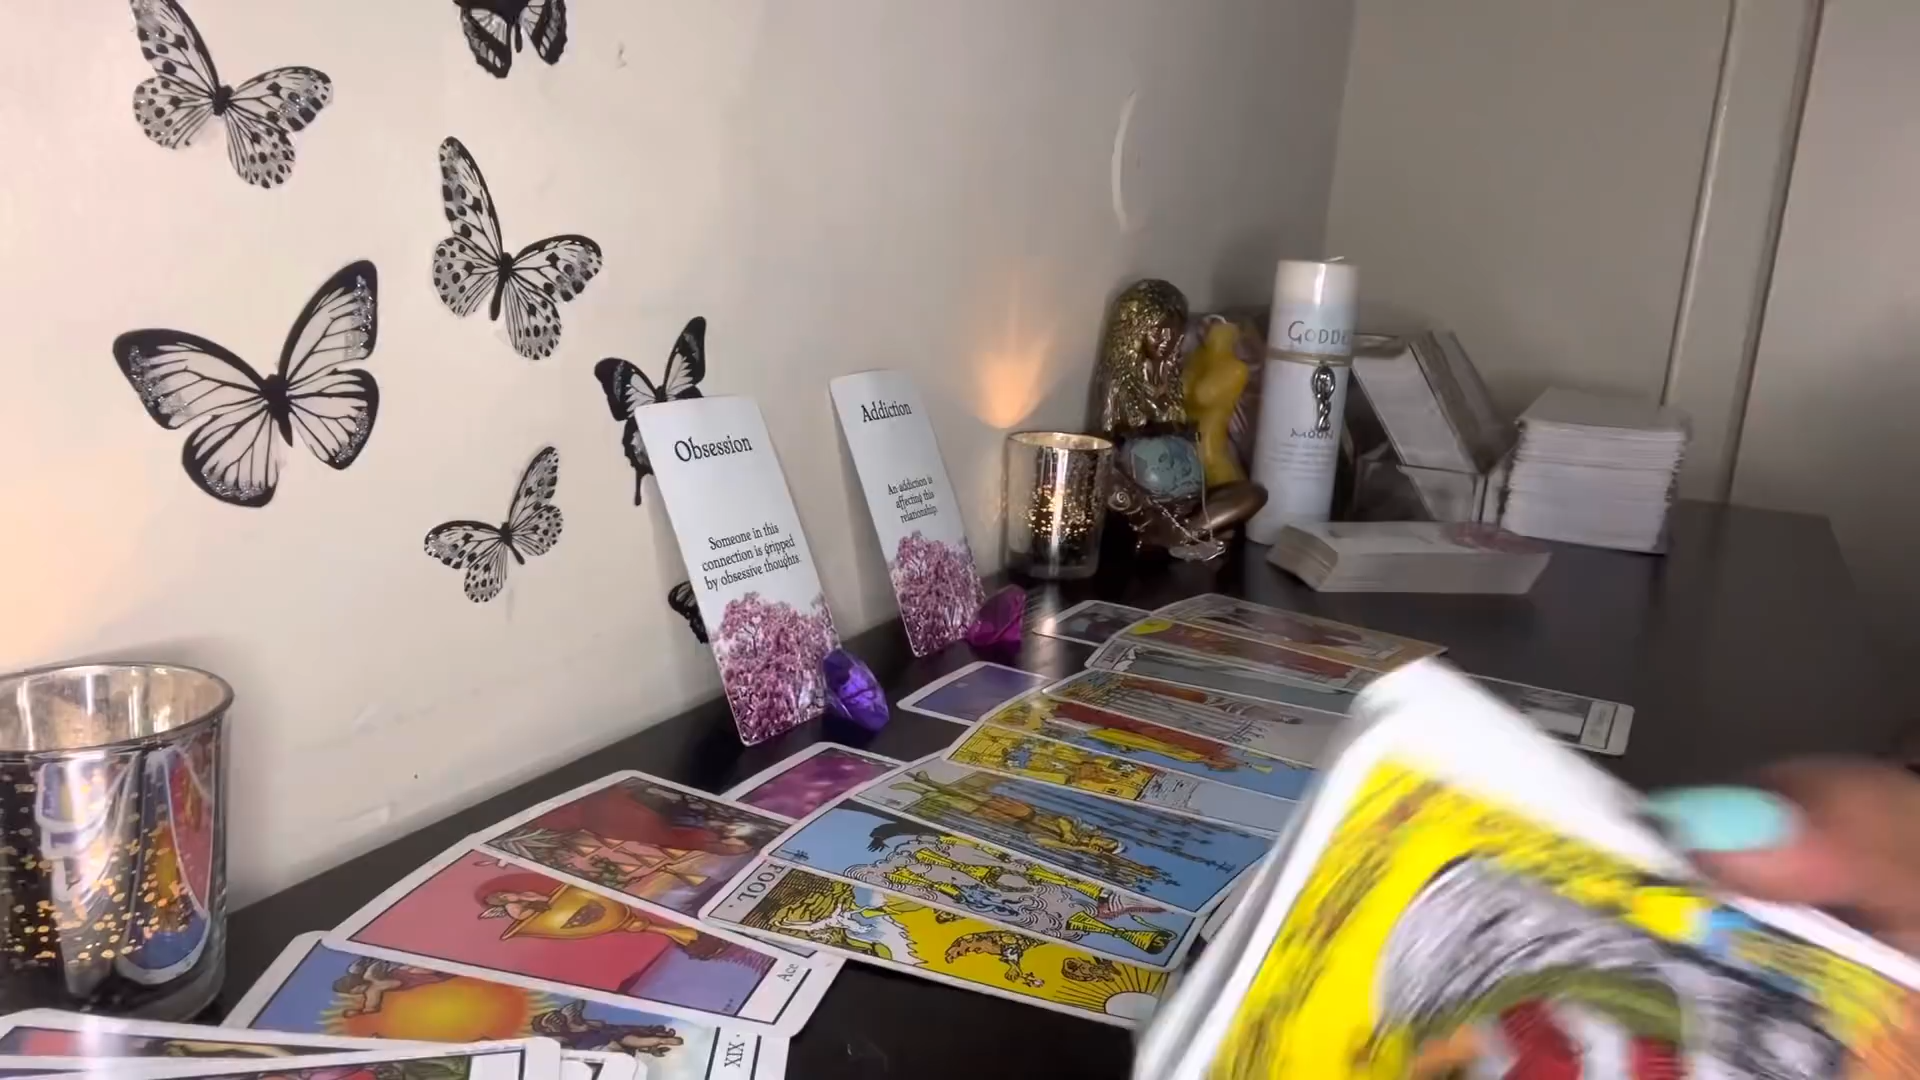 Obsession
Someone in this
connection is gripped
by obsessive thoughts.
Addiction
An addiction is
affecting this
relationship.
GODDE
MOON
FOOL
Ace
XIX